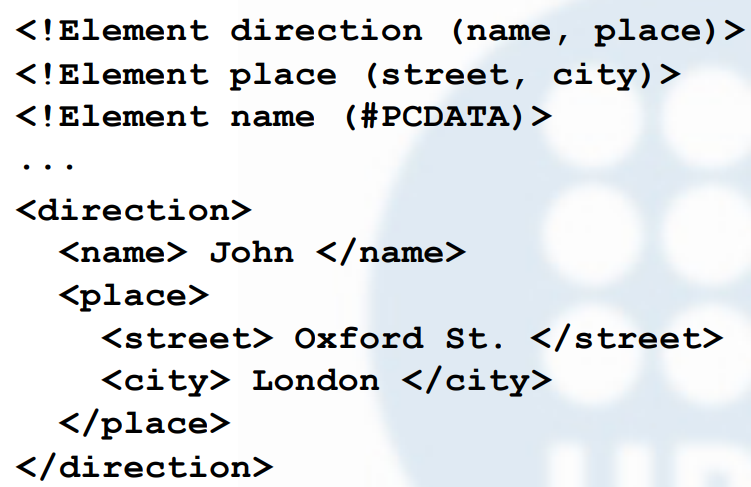 <!Element direction (name, place)>
<!Element place (street, city)>
<!Element name (#PCDATA)>
...
<direction>
  <name> John </name>
  <place>
    <street> Oxford St. </street>
    <city> London </city>
  </place>
</direction>